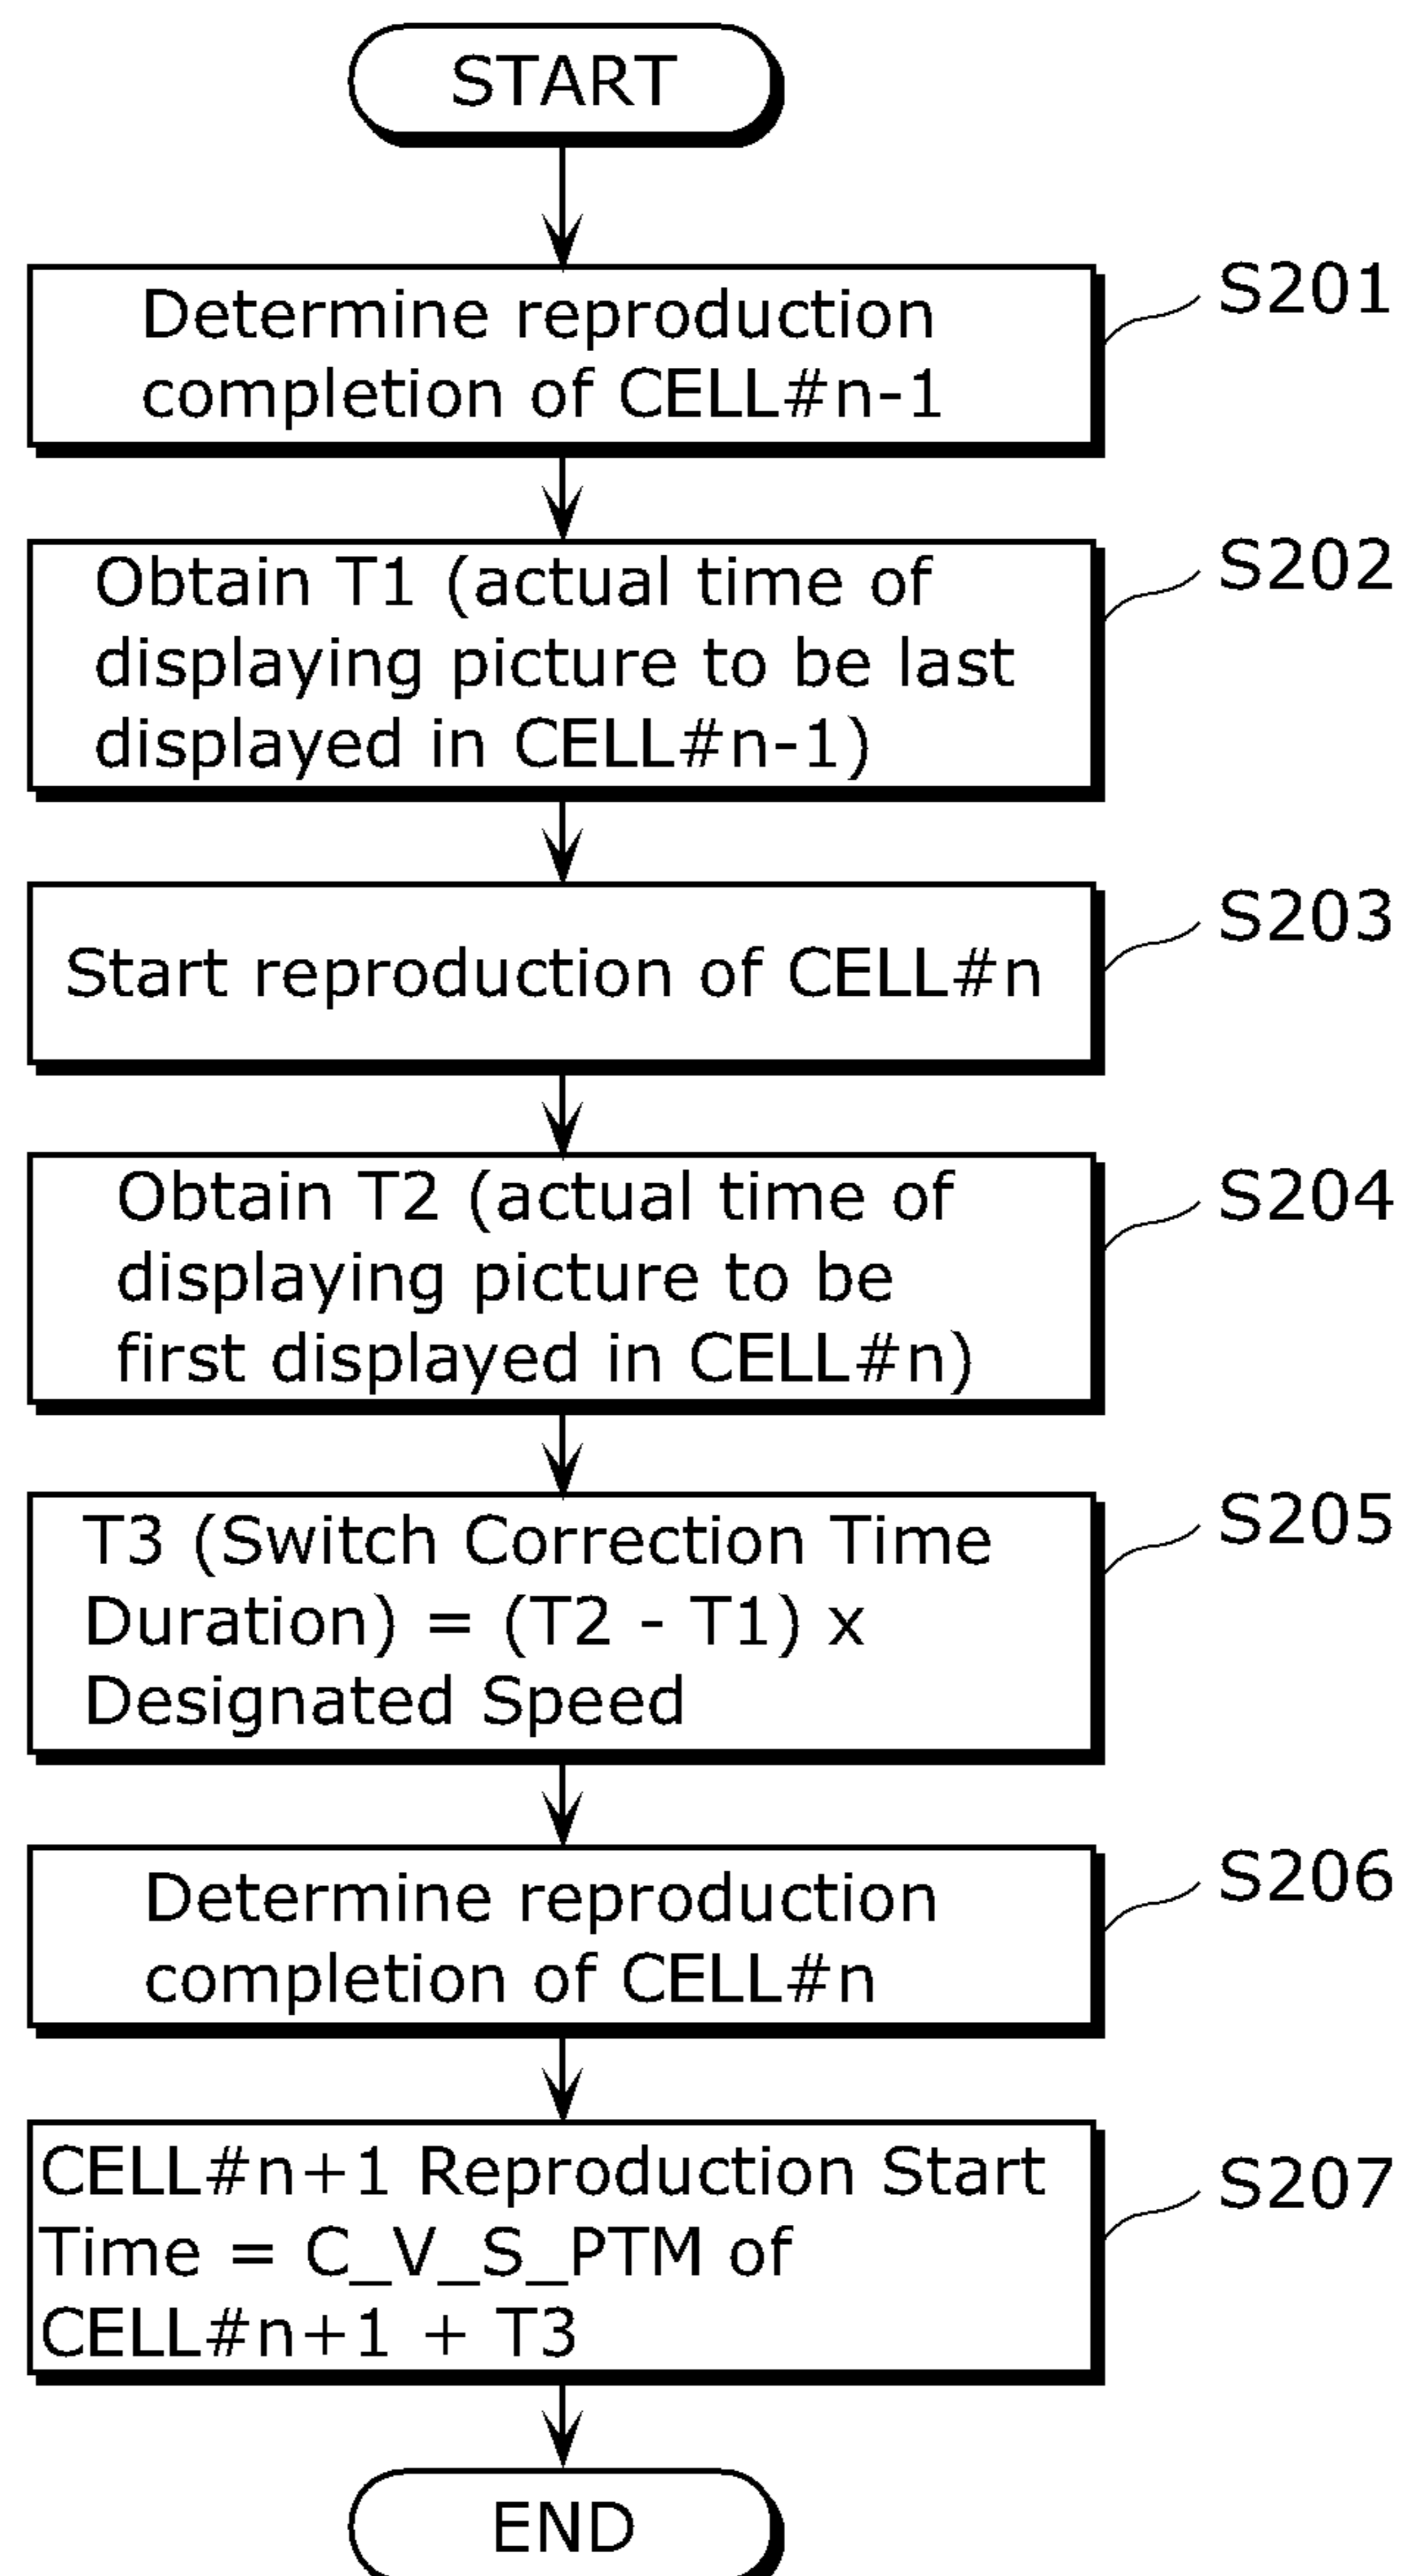 START
Determine reproduction
completion of CELL#n-1
S201
Obtain T1 (actual time of
displaying picture to be last
displayed in CELL#n-1)
S202
Start reproduction of CELL#n
S203
Obtain T2 (actual time of
displaying picture to be
first displayed in CELL#n)
S204
T3 (Switch Correction Time
Duration) = (T2 - T1) x
Designated Speed
S205
Determine reproduction
completion of CELL#n
S206
CELL#n+1 Reproduction Start
Time = C_V_S_PTM of
CELL#n+1 + T3
S207
END